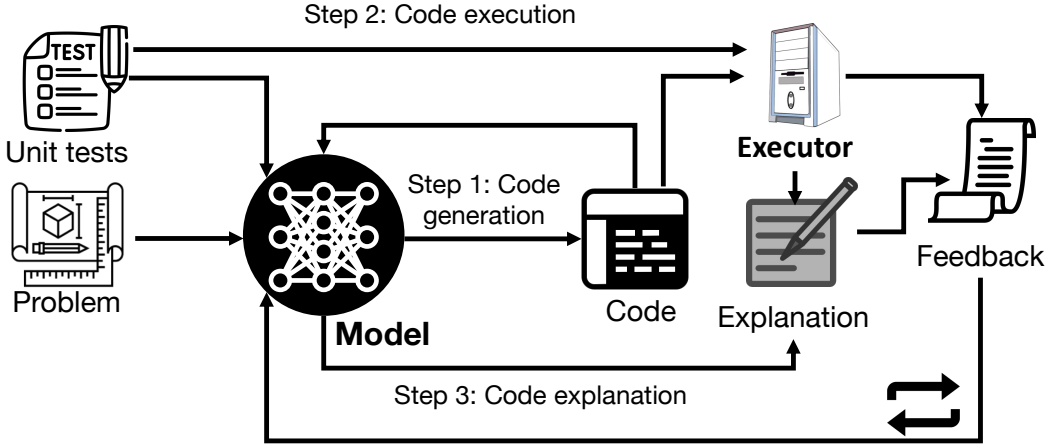 Step 2: Code execution
TEST
Unit tests
Executor
Step 1: Code
generation
Problem
Model
Code
Explanation
Feedback
Step 3: Code explanation